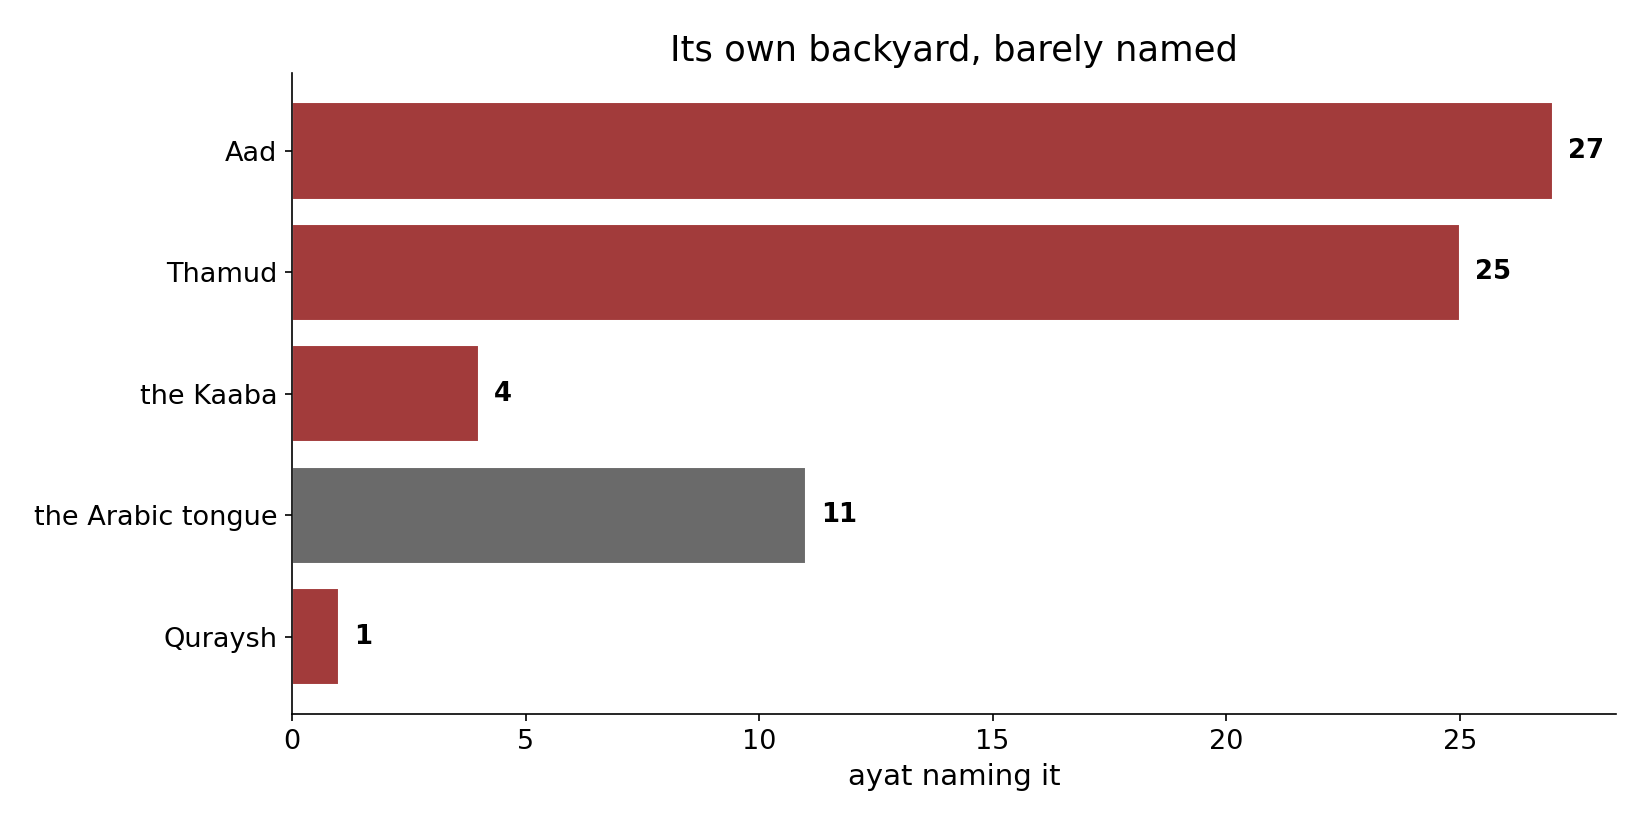 Its own backyard, barely named
Aad 27
Thamud 25
the Kaaba 4
the Arabic tongue 11
Quraysh 1
0 5 10 15 20 25
ayat naming it